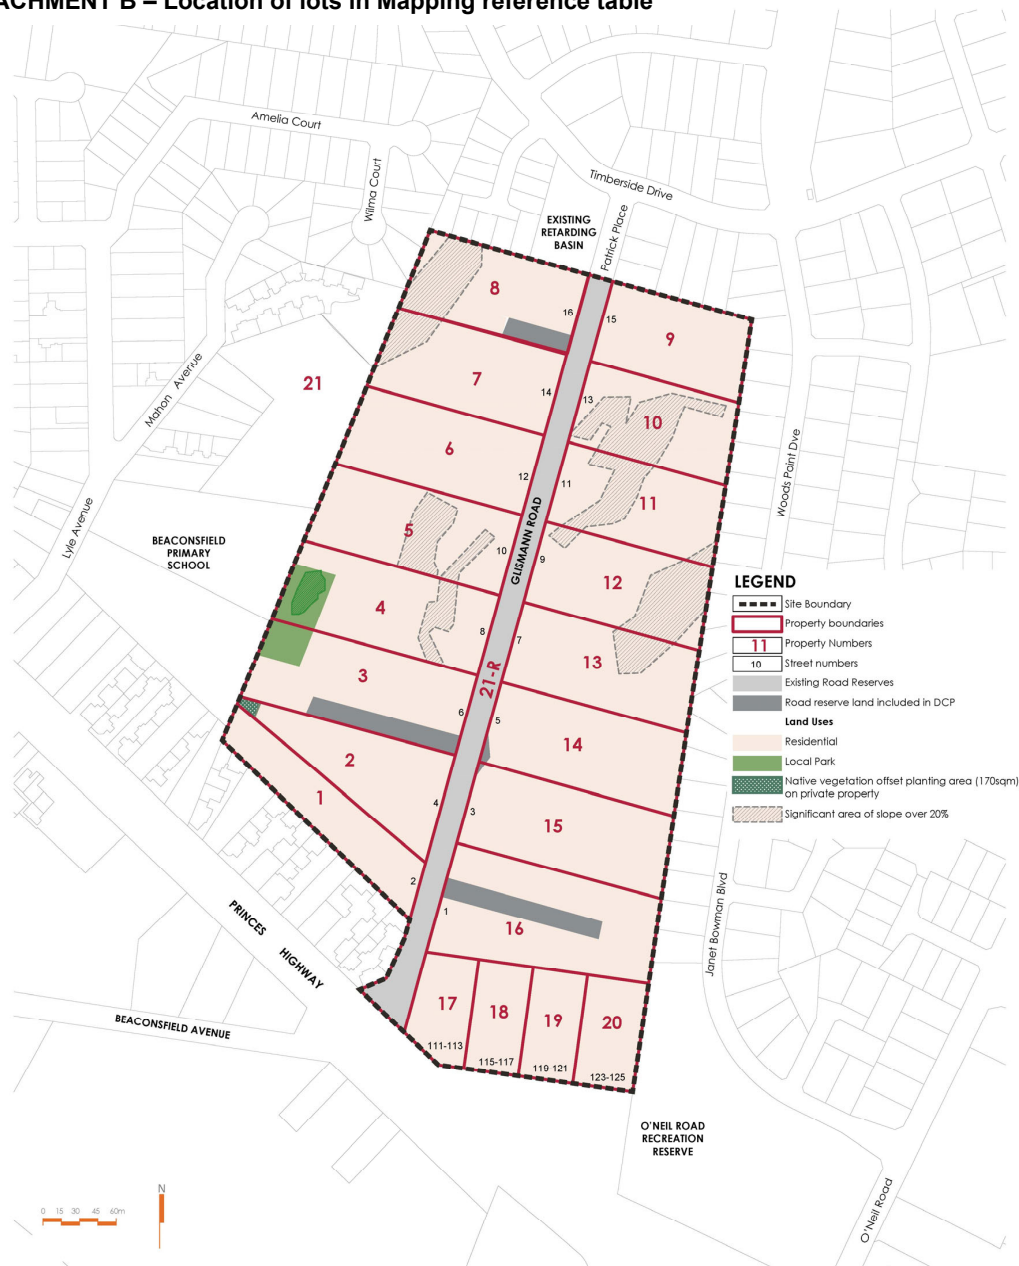 ACHMENT B – Location of lots in Mapping reference table
Amelia Court
Wilma Court
Timberside Drive
EXISTING
RETARDING
BASIN
Patrick Place
8
16
15
9
7
14
13
10
21
Mahon Avenue
6
12
11
11
Woods Point Dve
Lyle Avenue
5
10
GLISMANN ROAD
9
12
BEACONSFIELD
PRIMARY
SCHOOL
4
8
7
13
3
21-R
6
5
14
2
1
4
3
15
2
1
16
PRINCES
HIGHWAY
Janet Bowman Blvd
17
18
19
20
111-113
115-117
119-121
123-125
BEACONSFIELD AVENUE
O'NEIL ROAD
RECREATION
RESERVE
O'Neil Road
LEGEND
Site Boundary
Property boundaries
11
Property Numbers
10
Street numbers
Existing Road Reserves
Road reserve land included in DCP
Land Uses
Residential
Local Park
Native vegetation offset planting area (170sqm)
on private property
Significant area of slope over 20%
0 15 30 45 60m
N